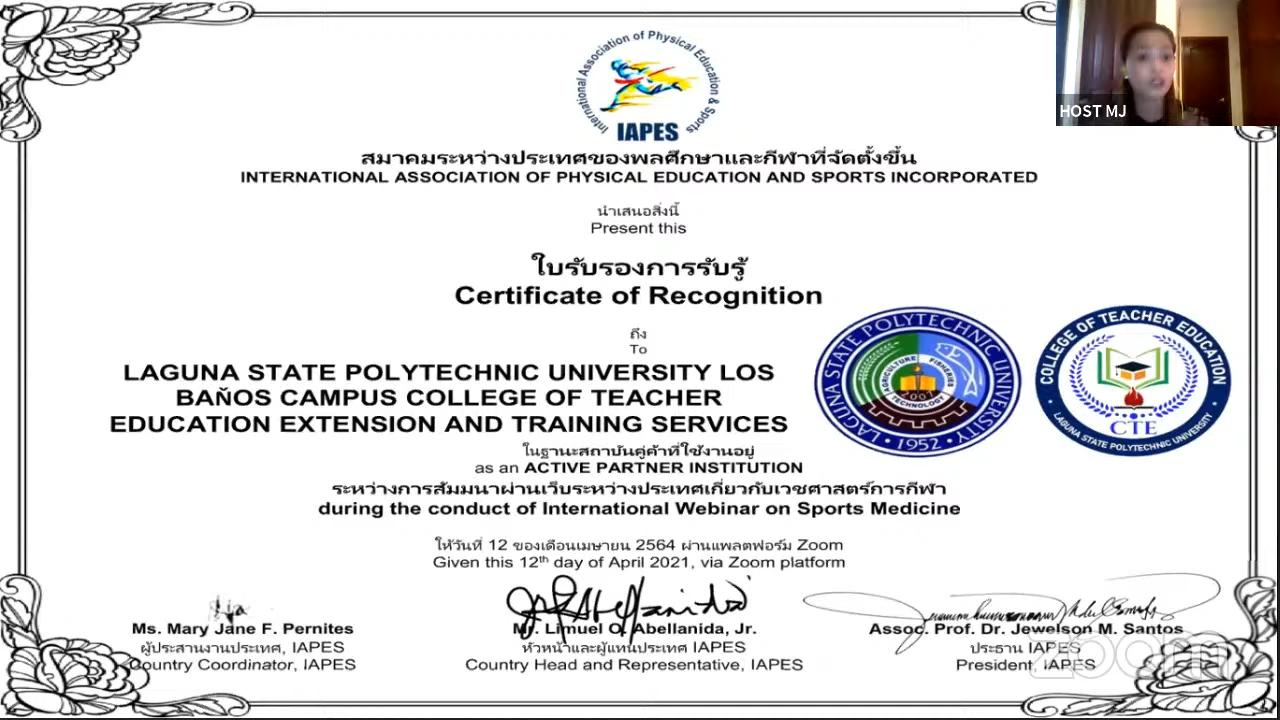 HOST MJ
International Association of Physical Education & Sports
IAPES
สมาคมระหว่างประเทศของพลศึกษาและกีฬาที่จัดตั้งขึ้น
INTERNATIONAL ASSOCIATION OF PHYSICAL EDUCATION AND SPORTS INCORPORATED
นำเสนอสิ่งนี้
Present this
ใบรับรองการรับรู้
Certificate of Recognition
ถึง
To
LAGUNA STATE POLYTECHNIC UNIVERSITY LOS
BAŇOS CAMPUS COLLEGE OF TEACHER
EDUCATION EXTENSION AND TRAINING SERVICES
LAGUNA STATE POLYTECHNIC UNIVERSITY
AGRICULTURE FISHERIES
TECHNOLOGY
1952
COLLEGE OF TEACHER EDUCATION
CTE
LAGUNA STATE POLYTECHNIC UNIVERSITY
ในฐานะสถาบันคู่ค้าที่ใช้งานอยู่
as an ACTIVE PARTNER INSTITUTION
ระหว่างการสัมมนาผ่านเว็บระหว่างประเทศเกี่ยวกับเวชศาสตร์การกีฬา
during the conduct of International Webinar on Sports Medicine
ให้วันที่ 12 ของเดือนเมษายน 2564 ผ่านแพลตฟอร์ม Zoom
Given this 12th day of April 2021, via Zoom platform
Ms. Mary Jane F. Pernites
ผู้ประสานงานประเทศ, IAPES
Country Coordinator, IAPES
Mr. Limuel O. Abellanida, Jr.
หัวหน้าและผู้แทนประเทศ IAPES
Country Head and Representative, IAPES
Assoc. Prof. Dr. Jewelson M. Santos
ประธาน IAPES
President, IAPES
zoom